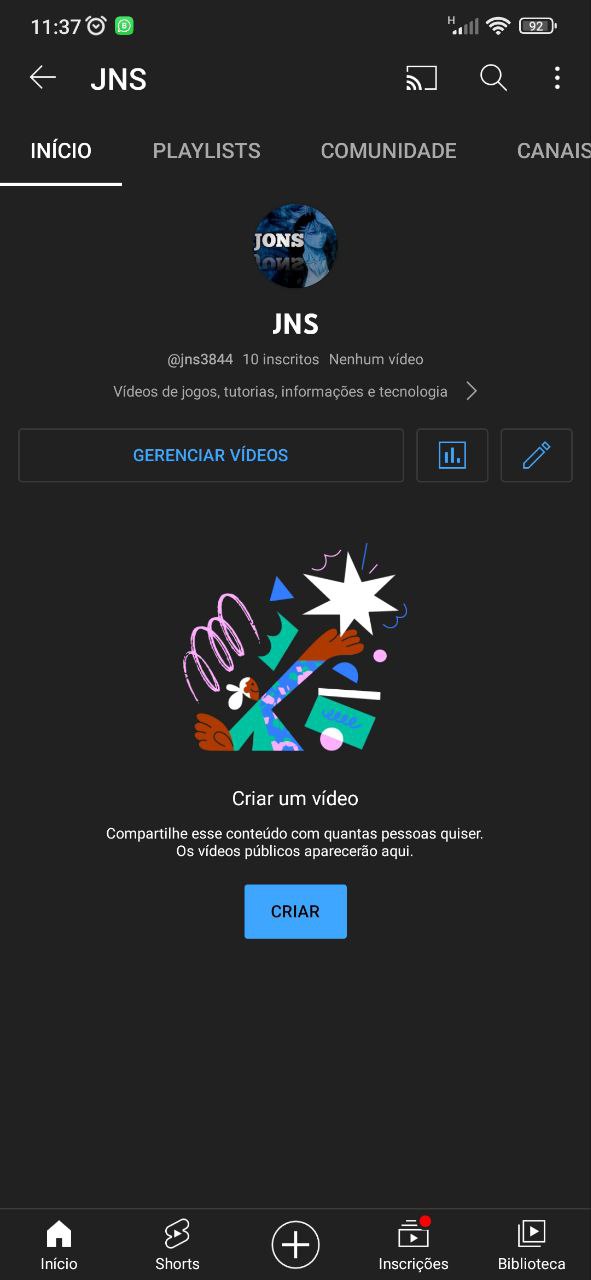 11:37
H
92
JNS
INÍCIO PLAYLISTS COMUNIDADE CANAIS
JONS
JONS
JNS
@jns3844 10 inscritos Nenhum vídeo
Vídeos de jogos, tutorias, informações e tecnologia
GERENCIAR VÍDEOS
Criar um vídeo
Compartilhe esse conteúdo com quantas pessoas quiser.
Os vídeos públicos aparecerão aqui.
CRIAR
Início Shorts Inscrições Biblioteca